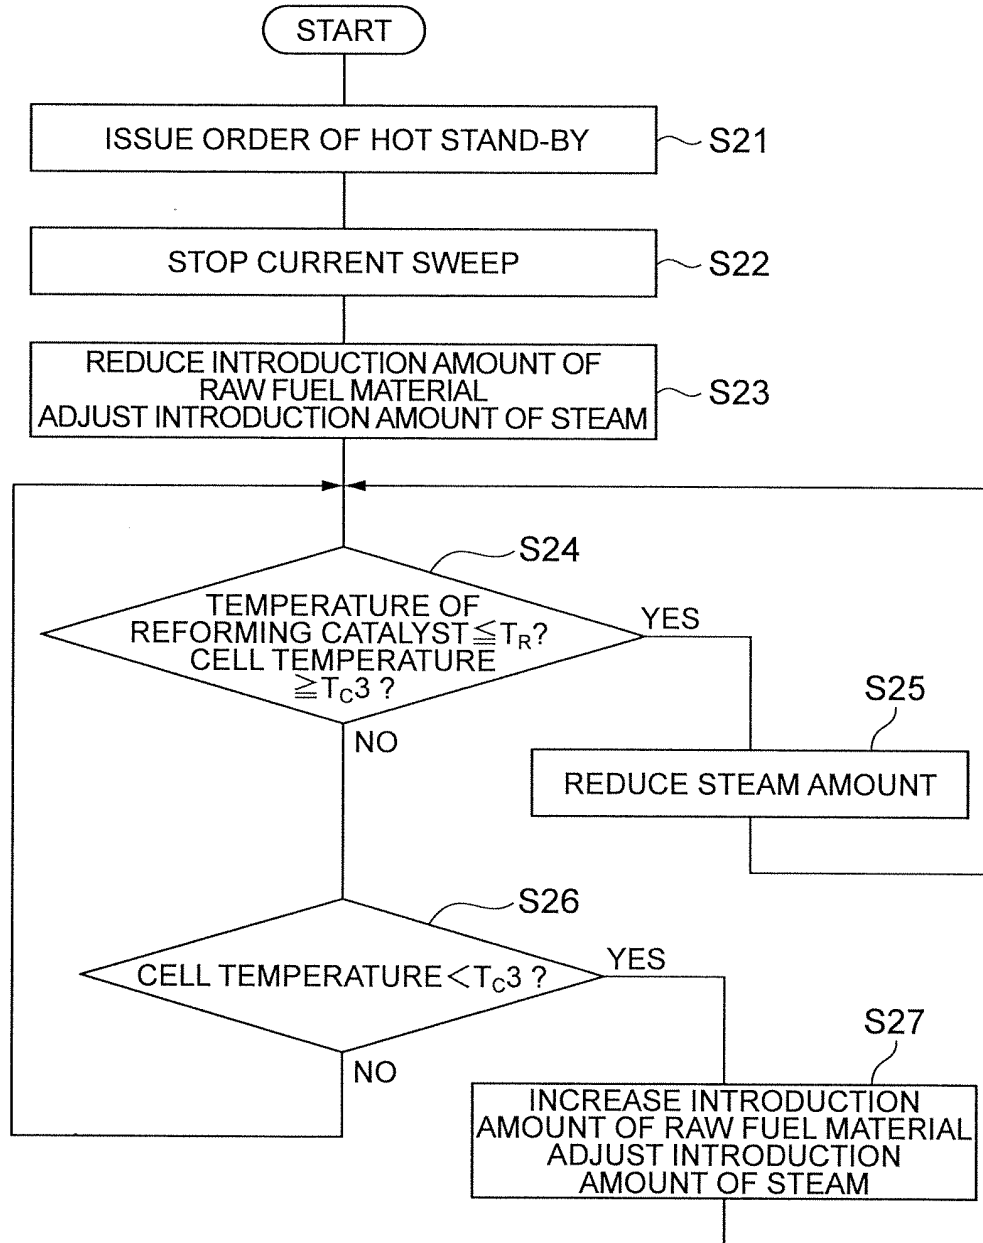 START
ISSUE ORDER OF HOT STAND-BY
S21
STOP CURRENT SWEEP
S22
REDUCE INTRODUCTION AMOUNT OF
RAW FUEL MATERIAL
ADJUST INTRODUCTION AMOUNT OF STEAM
S23
S24
TEMPERATURE OF
REFORMING CATALYST≦TR?
CELL TEMPERATURE
≧TC3 ?
YES
NO
S25
REDUCE STEAM AMOUNT
S26
CELL TEMPERATURE<TC3 ?
YES
NO
S27
INCREASE INTRODUCTION
AMOUNT OF RAW FUEL MATERIAL
ADJUST INTRODUCTION
AMOUNT OF STEAM